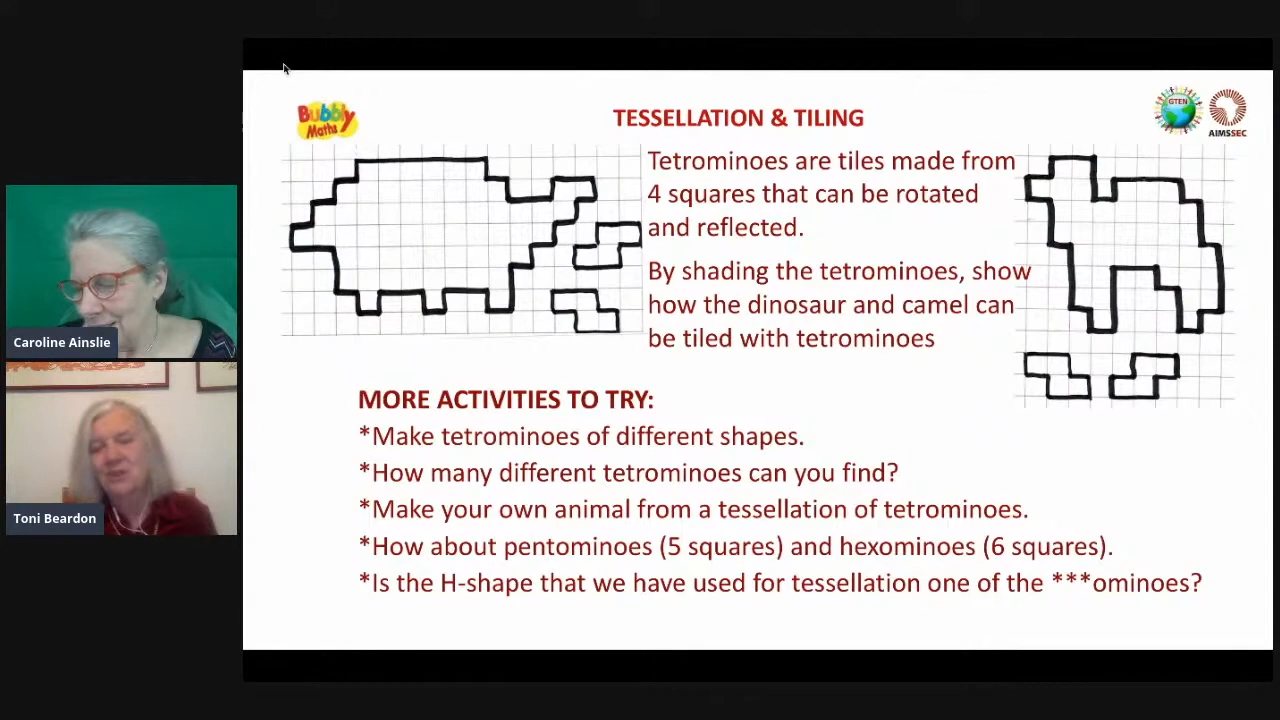 Bubbly
Maths
TESSELLATION & TILING
GTEN
AIMSSEC
Tetrominoes are tiles made from
4 squares that can be rotated
and reflected.
By shading the tetrominoes, show
how the dinosaur and camel can
be tiled with tetrominoes
Caroline Ainslie
Toni Beardon
MORE ACTIVITIES TO TRY:
*Make tetrominoes of different shapes.
*How many different tetrominoes can you find?
*Make your own animal from a tessellation of tetrominoes.
*How about pentominoes (5 squares) and hexominoes (6 squares).
*Is the H-shape that we have used for tessellation one of the ***ominoes?